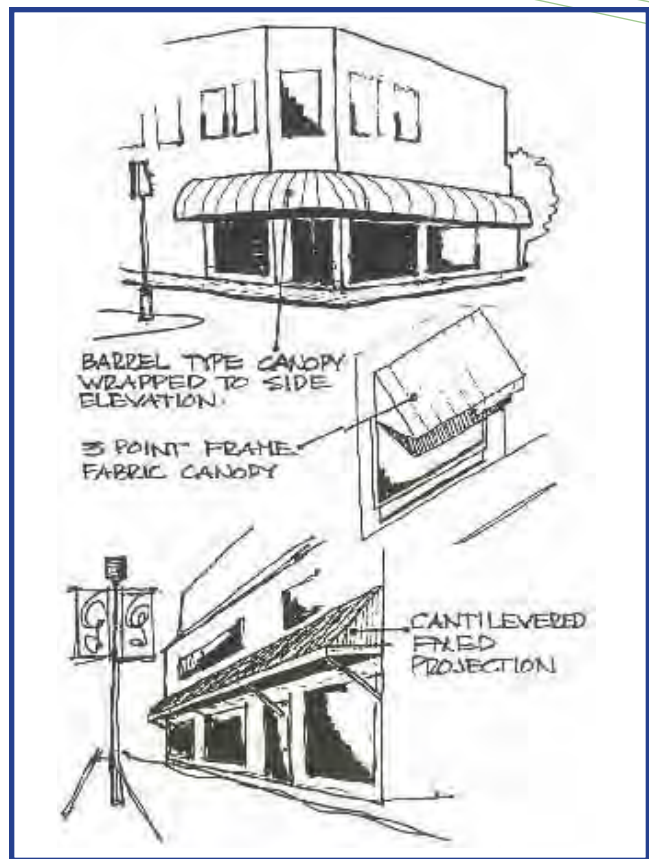 BARREL TYPE CANOPY
WRAPPED TO SIDE
ELEVATION.
3 POINT FRAME
FABRIC CANOPY
CANTILEVERED
FIXED
PROJECTION